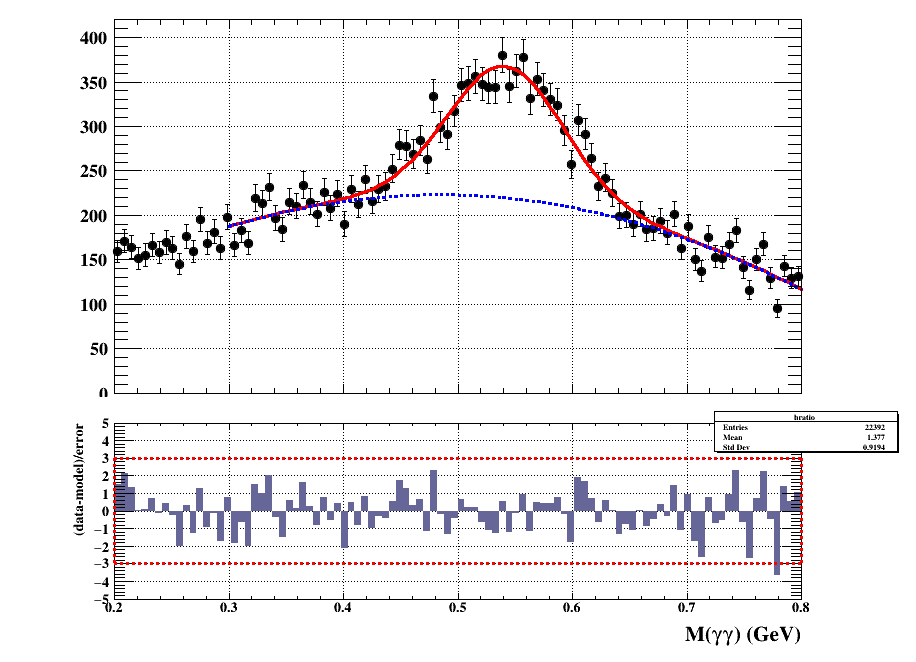 400
350
300
250
200
150
100
50
0
hratio
Entries 22392
Mean 1.377
Std Dev 0.9194
(data-model)/error
5
4
3
2
1
0
−1
−2
−3
−4
−5
0.2 0.3 0.4 0.5 0.6 0.7 0.8
M(γγ) (GeV)